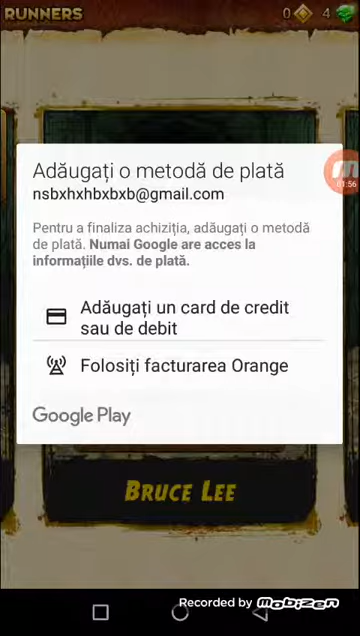 RUNNERS 0 4
Adăugați o metodă de plată
nsbxhxhbxbxb@gmail.com
01:56
Pentru a finaliza achiziția, adăugați o metodă
de plată. Numai Google are acces la
informațiile dvs. de plată.
Adăugați un card de credit
sau de debit
Folosiți facturarea Orange
Google Play
BRUCE LEE
Recorded by Mobizen